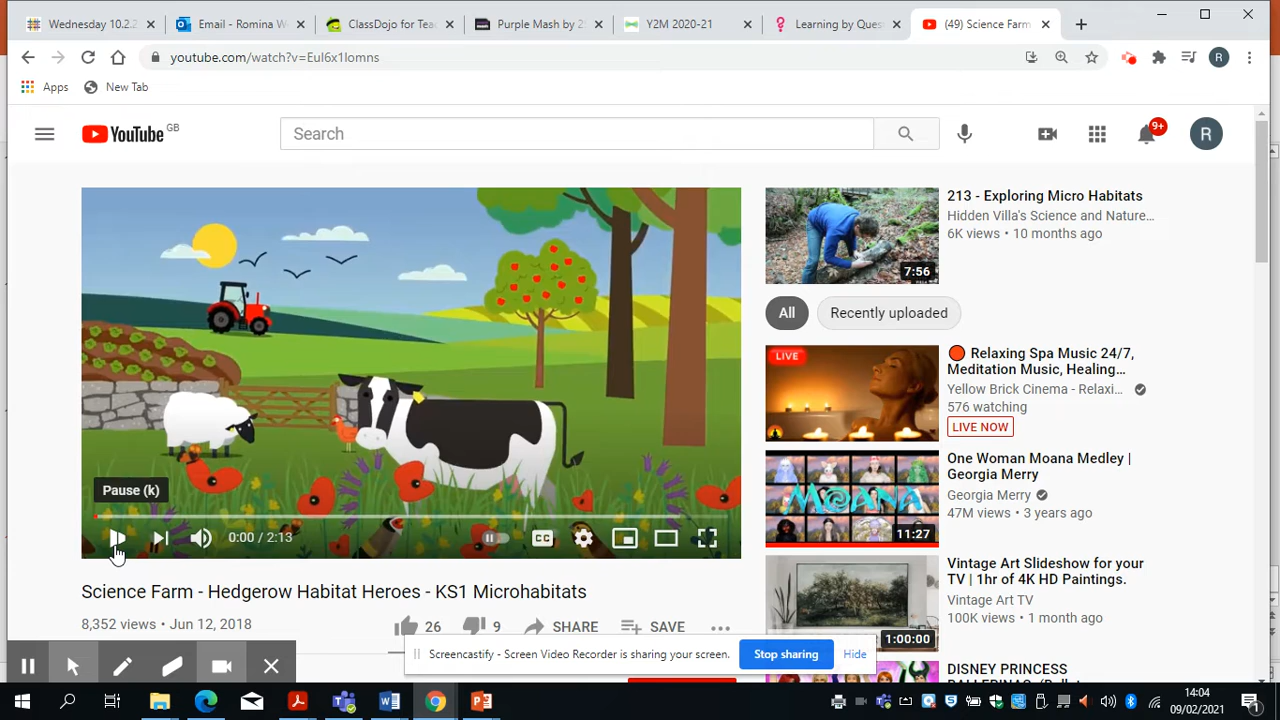 Wednesday 10.2.2
Email - Romina W
ClassDojo for Tea
Purple Mash by 2
Y2M 2020-21
Learning by Ques
(49) Science Farm
youtube.com/watch?v=Eul6x1lomns
R
Apps
New Tab
YouTube GB
Search
9+
R
213 - Exploring Micro Habitats
Hidden Villa's Science and Nature...
6K views • 10 months ago
7:56
All
Recently uploaded
LIVE
Relaxing Spa Music 24/7,
Meditation Music, Healing...
Yellow Brick Cinema - Relaxi...
576 watching
LIVE NOW
One Woman Moana Medley |
Georgia Merry
Georgia Merry
47M views • 3 years ago
MOANA
11:27
Vintage Art Slideshow for your
TV | 1hr of 4K HD Paintings.
Vintage Art TV
100K views • 1 month ago
1:00:00
DISNEY PRINCESS
Pause (k)
0:00 / 2:13
CC
Science Farm - Hedgerow Habitat Heroes - KS1 Microhabitats
8,352 views • Jun 12, 2018
26
9
SHARE
SAVE
Screencastify - Screen Video Recorder is sharing your screen.
Stop sharing
Hide
14:04
09/02/2021
1